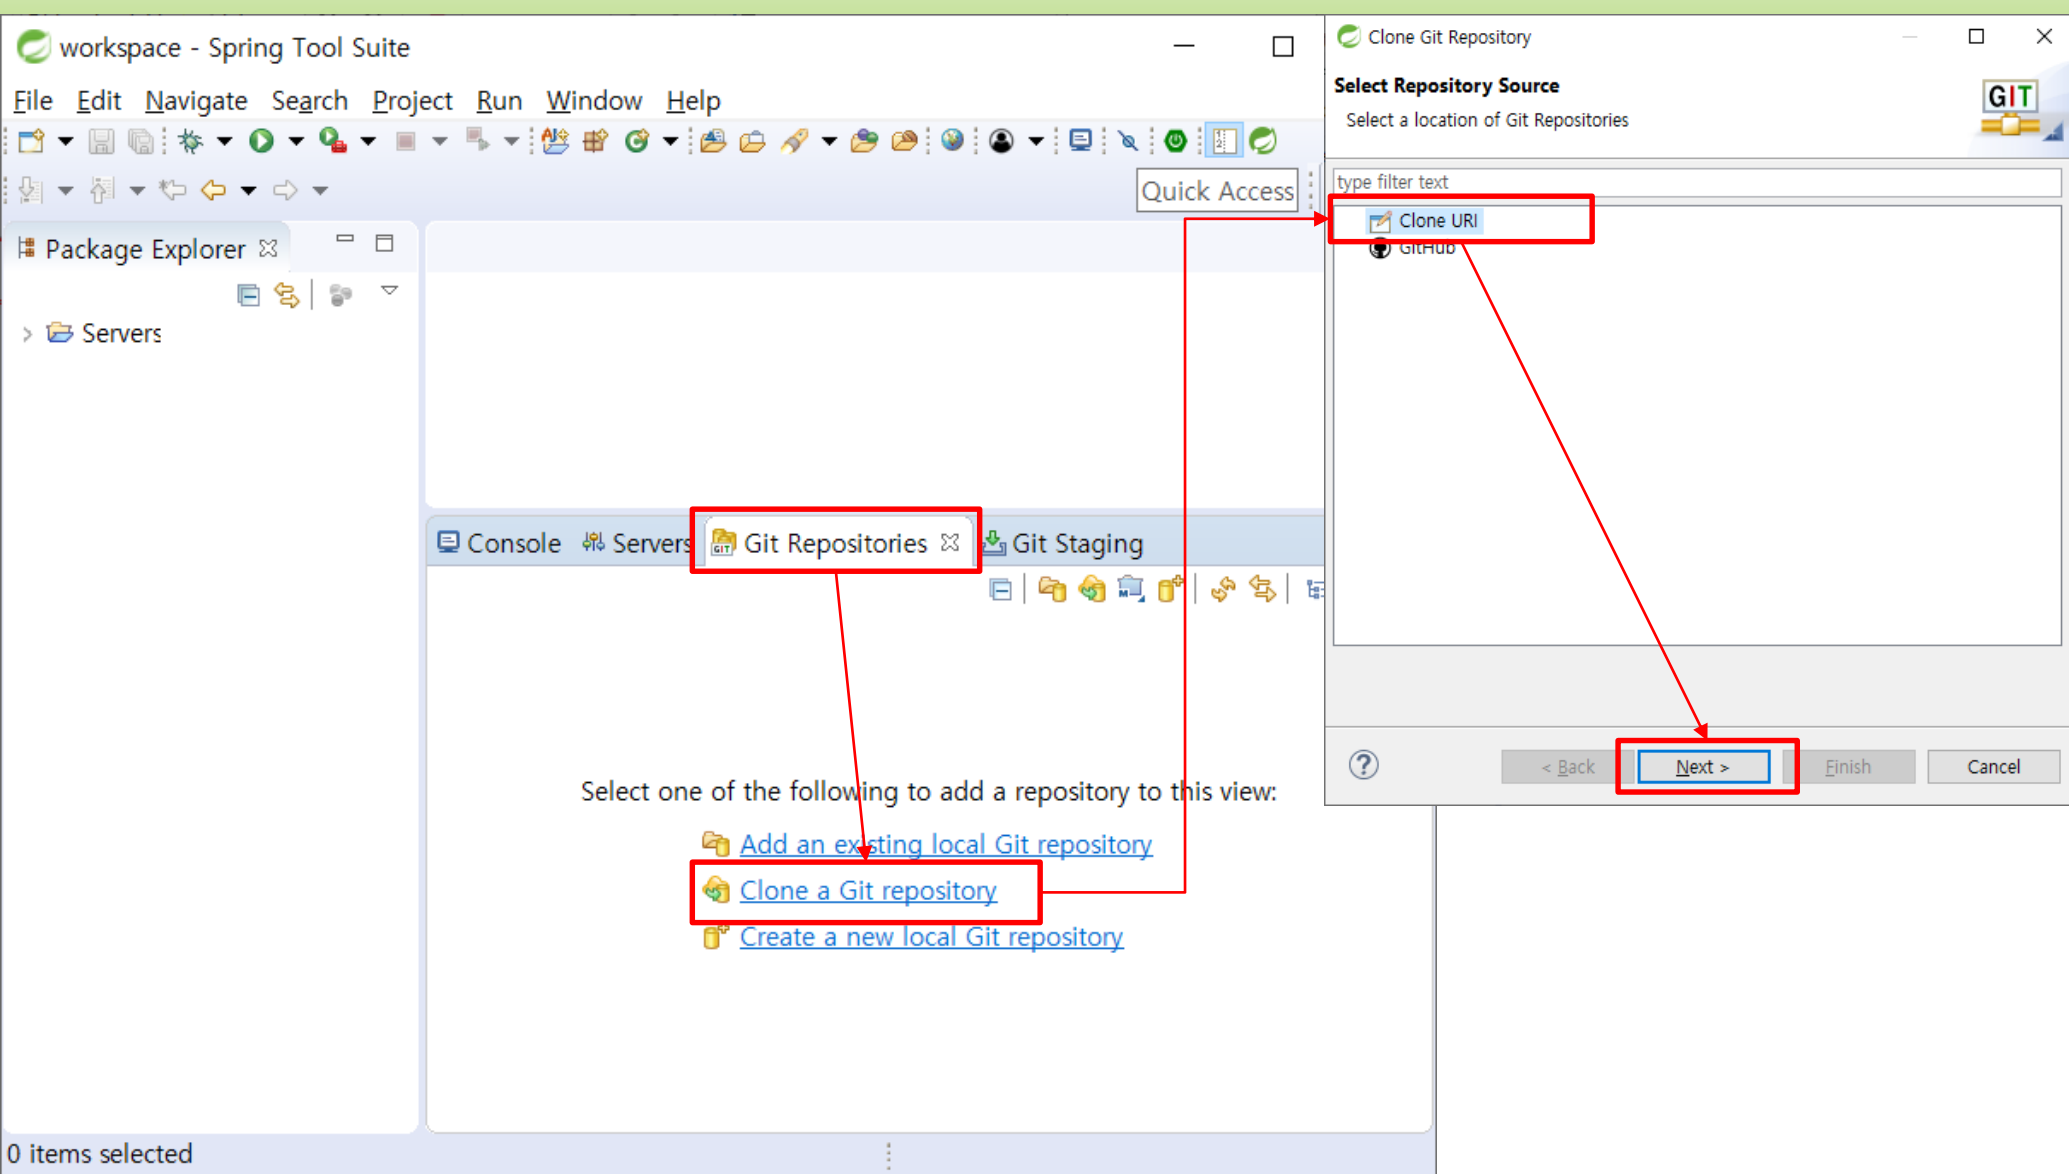 workspace - Spring Tool Suite
File Edit Navigate Search Project Run Window Help
Quick Access
Package Explorer
Servers
Console Servers Git Repositories Git Staging
Select one of the following to add a repository to this view:
Add an existing local Git repository
Clone a Git repository
Create a new local Git repository
0 items selected
Clone Git Repository
Select Repository Source
Select a location of Git Repositories
GIT
type filter text
Clone URI
GitHub
< Back Next > Finish Cancel